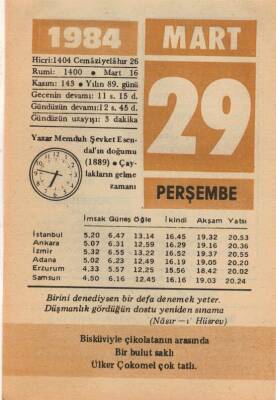 1984
MART
Hicri:1404 Cemâziyelâhır 26
Rumi: 1400 • Mart 16
Kasım: 143 • Yılın 89. günü
Gecenin devamı: 11 s. 15 d.
Gündüzün devamı: 12 s. 45 d.
Gündüzün uzayışı: 3 dakika
29
Yazar Memduh Şevket Esen-
dal'ın doğumu
(1889) • Çay-
lakların gelme
zamanı
PERŞEMBE
İmsak Güneş Öğle İkindi Akşam Yatsı
İstanbul 5.20 6.47 13.14 16.45 19.32 20.53
Ankara 5.07 6.31 12.59 16.29 19.16 20.36
İzmir 5.32 6.55 13.22 16.52 19.37 20.55
Adana 5.02 6.23 12.49 16.19 19.05 20.20
Erzurum 4.33 5.57 12.25 15.56 18.42 20.02
Samsun 4.50 6.16 12.45 16.16 19.03 20.24
Birini denediysen bir defa denemek yeter.
Düşmanlık gördüğün dostu yeniden sınama
(Nâsır-ı' Hüsrev)
Bisküviyle çikolatanın arasında
Bir bulut saklı
Ülker Çokomel çok tatlı.